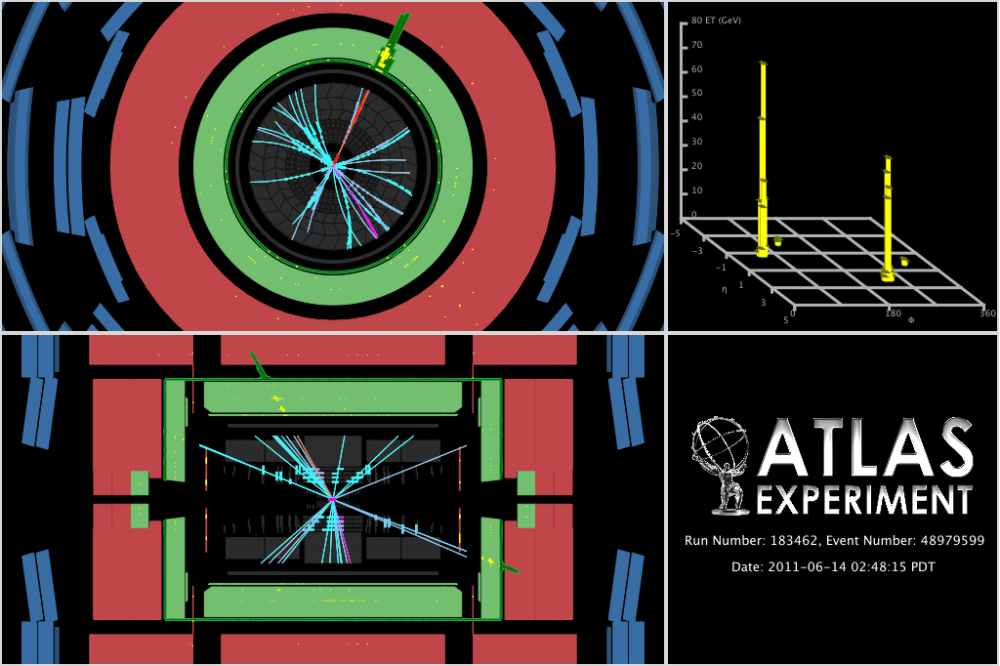 80 ET (GeV)
70
60
50
40
30
20
10
0
−5
−3
−1
η 1
3
5 0 180 360
Φ
ATLAS
EXPERIMENT
Run Number: 183462, Event Number: 48979599
Date: 2011-06-14 02:48:15 PDT